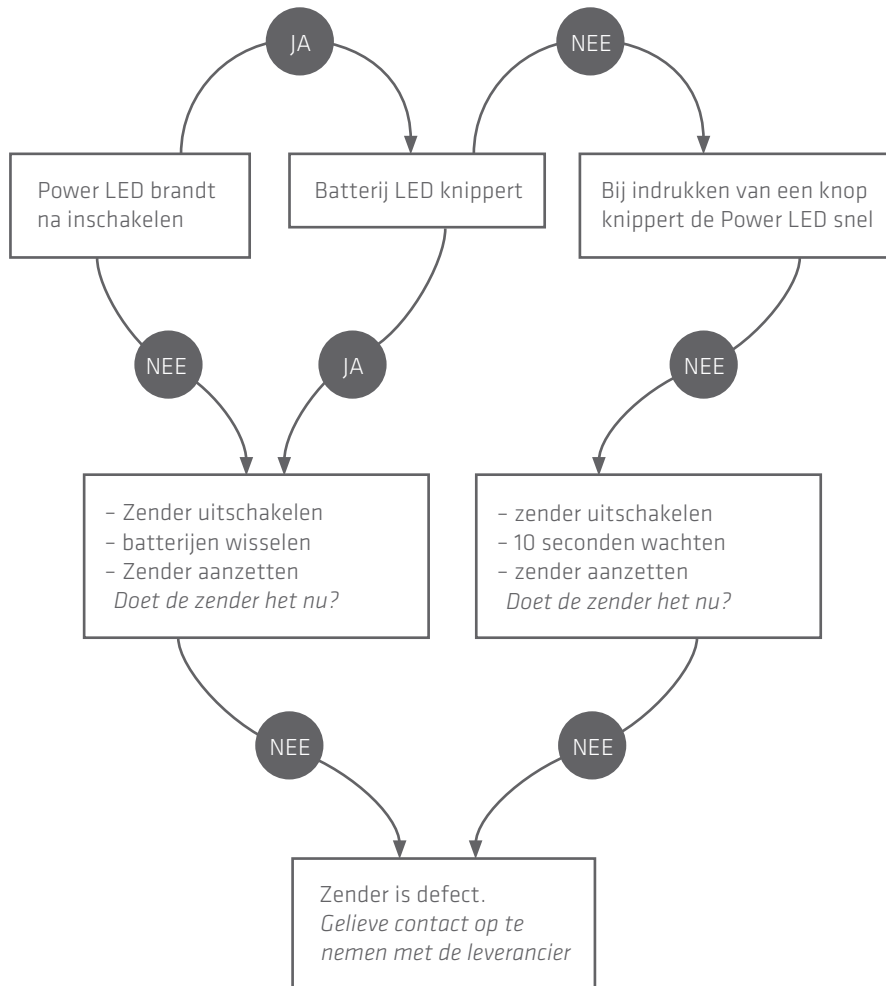 JA
NEE
Power LED brandt
na inschakelen
Batterij LED knippert
Bij indrukken van een knop
knippert de Power LED snel
NEE
JA
NEE
– Zender uitschakelen
– batterijen wisselen
– Zender aanzetten
Doet de zender het nu?
– zender uitschakelen
– 10 seconden wachten
– zender aanzetten
Doet de zender het nu?
NEE
NEE
Zender is defect.
Gelieve contact op te
nemen met de leverancier